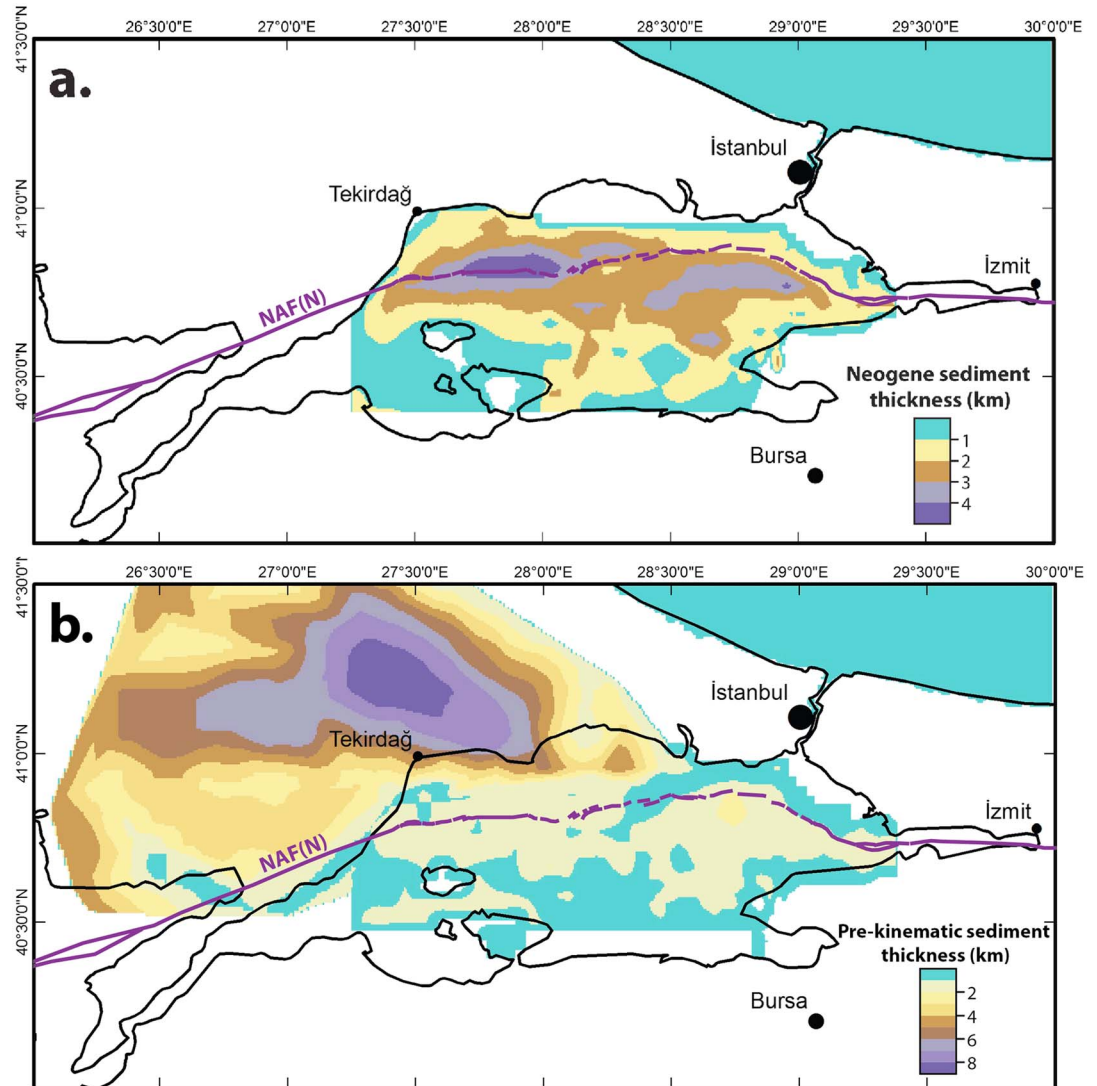 26°30'0"E 27°0'0"E 27°30'0"E 28°0'0"E 28°30'0"E 29°0'0"E 29°30'0"E 30°0'0"E
41°30'0"N
a.
İstanbul
Tekirdağ
41°0'0"N
İzmit
NAF(N)
40°30'0"N
Neogene sediment
thickness (km)
1
2
3
4
Bursa
26°30'0"E 27°0'0"E 27°30'0"E 28°0'0"E 28°30'0"E 29°0'0"E 29°30'0"E 30°0'0"E
41°30'0"N
b.
İstanbul
Tekirdağ
41°0'0"N
İzmit
NAF(N)
40°30'0"N
Pre-kinematic sediment
thickness (km)
2
4
6
8
Bursa